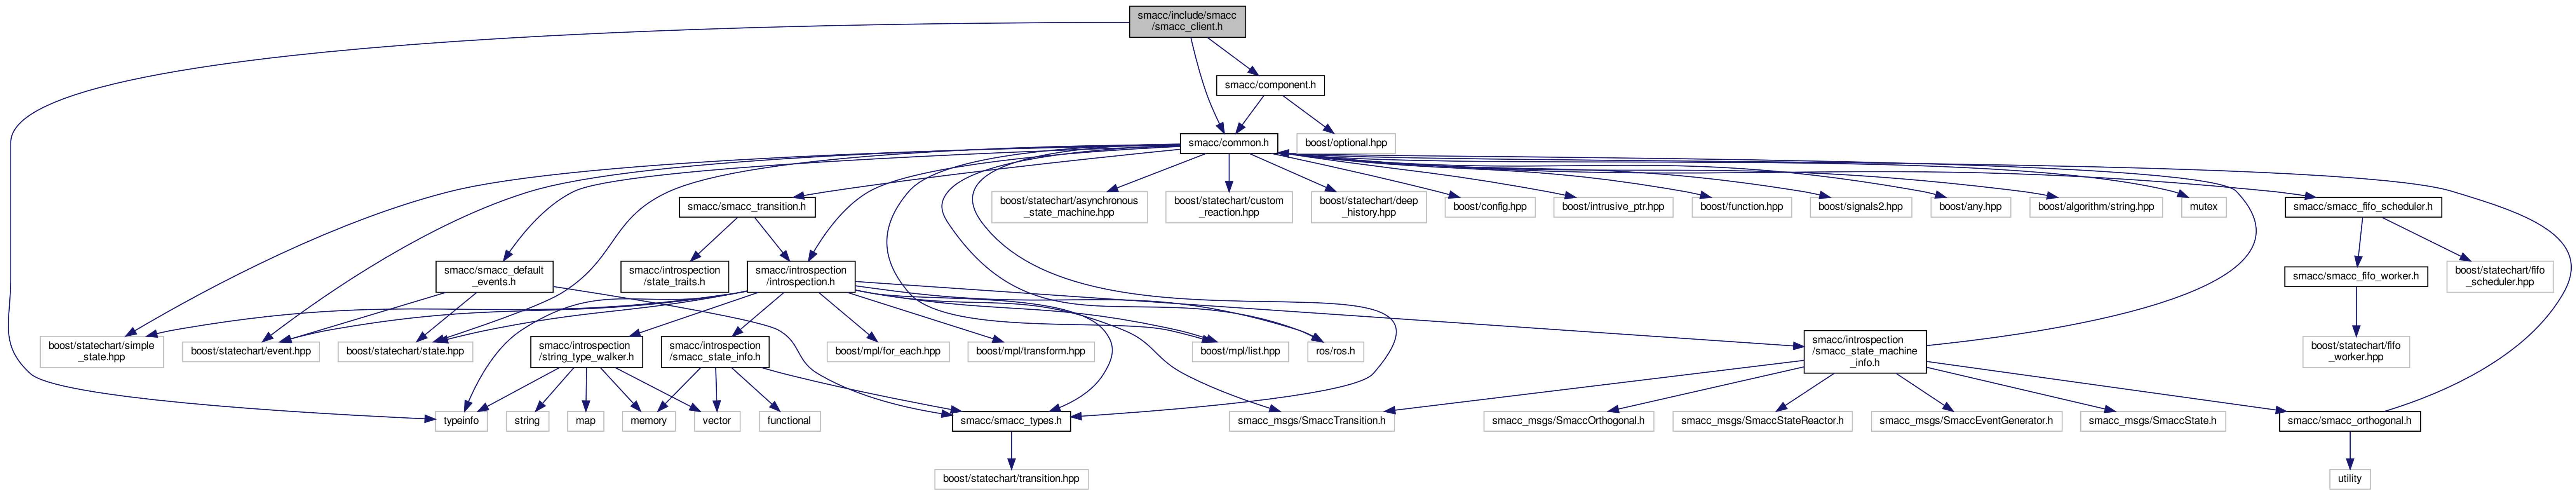 smacc/include/smacc
/smacc_client.h
smacc/component.h
smacc/common.h
boost/optional.hpp
smacc/smacc_transition.h
boost/statechart/asynchronous
_state_machine.hpp
boost/statechart/custom
_reaction.hpp
boost/statechart/deep
_history.hpp
boost/config.hpp
boost/intrusive_ptr.hpp
boost/function.hpp
boost/signals2.hpp
boost/any.hpp
boost/algorithm/string.hpp
mutex
smacc/smacc_fifo_scheduler.h
smacc/smacc_default
_events.h
smacc/introspection
/state_traits.h
smacc/introspection
/introspection.h
smacc/smacc_fifo_worker.h
boost/statechart/fifo
_scheduler.hpp
boost/statechart/simple
_state.hpp
boost/statechart/event.hpp
boost/statechart/state.hpp
smacc/introspection
/string_type_walker.h
smacc/introspection
/smacc_state_info.h
boost/mpl/for_each.hpp
boost/mpl/transform.hpp
boost/mpl/list.hpp
ros/ros.h
smacc/introspection
/smacc_state_machine
_info.h
boost/statechart/fifo
_worker.hpp
typeinfo
string
map
memory
vector
functional
smacc/smacc_types.h
smacc_msgs/SmaccTransition.h
smacc_msgs/SmaccOrthogonal.h
smacc_msgs/SmaccStateReactor.h
smacc_msgs/SmaccEventGenerator.h
smacc_msgs/SmaccState.h
smacc/smacc_orthogonal.h
boost/statechart/transition.hpp
utility